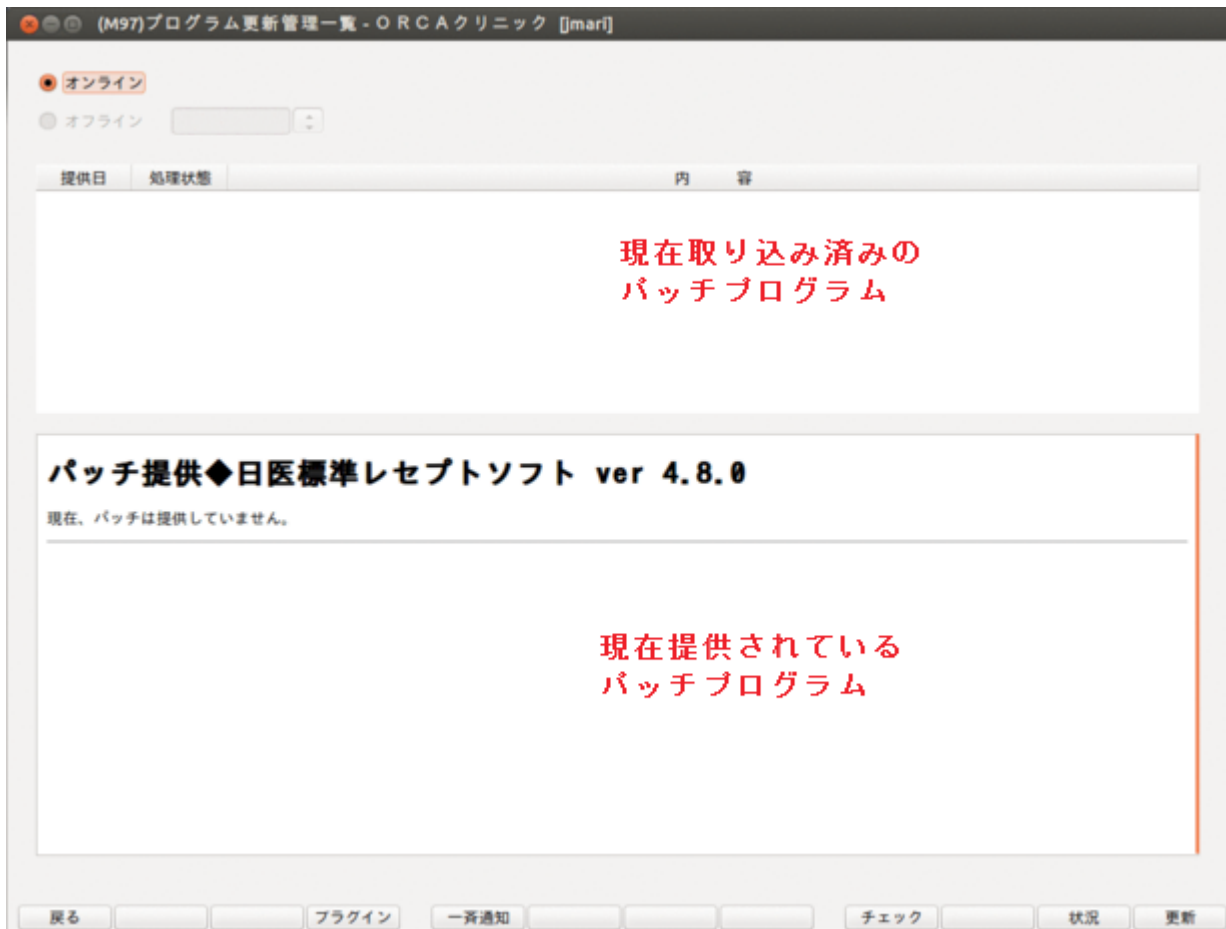 (M97)プログラム更新管理一覧 - ＯＲＣＡクリニック [jmari]
オンライン
オフライン
提供日 処理状態 内 容
現在取り込み済みの
パッチプログラム
パッチ提供◆日医標準レセプトソフト ver 4.8.0
現在、パッチは提供していません。
現在提供されている
パッチプログラム
戻る プラグイン 一斉通知 チェック 状況 更新